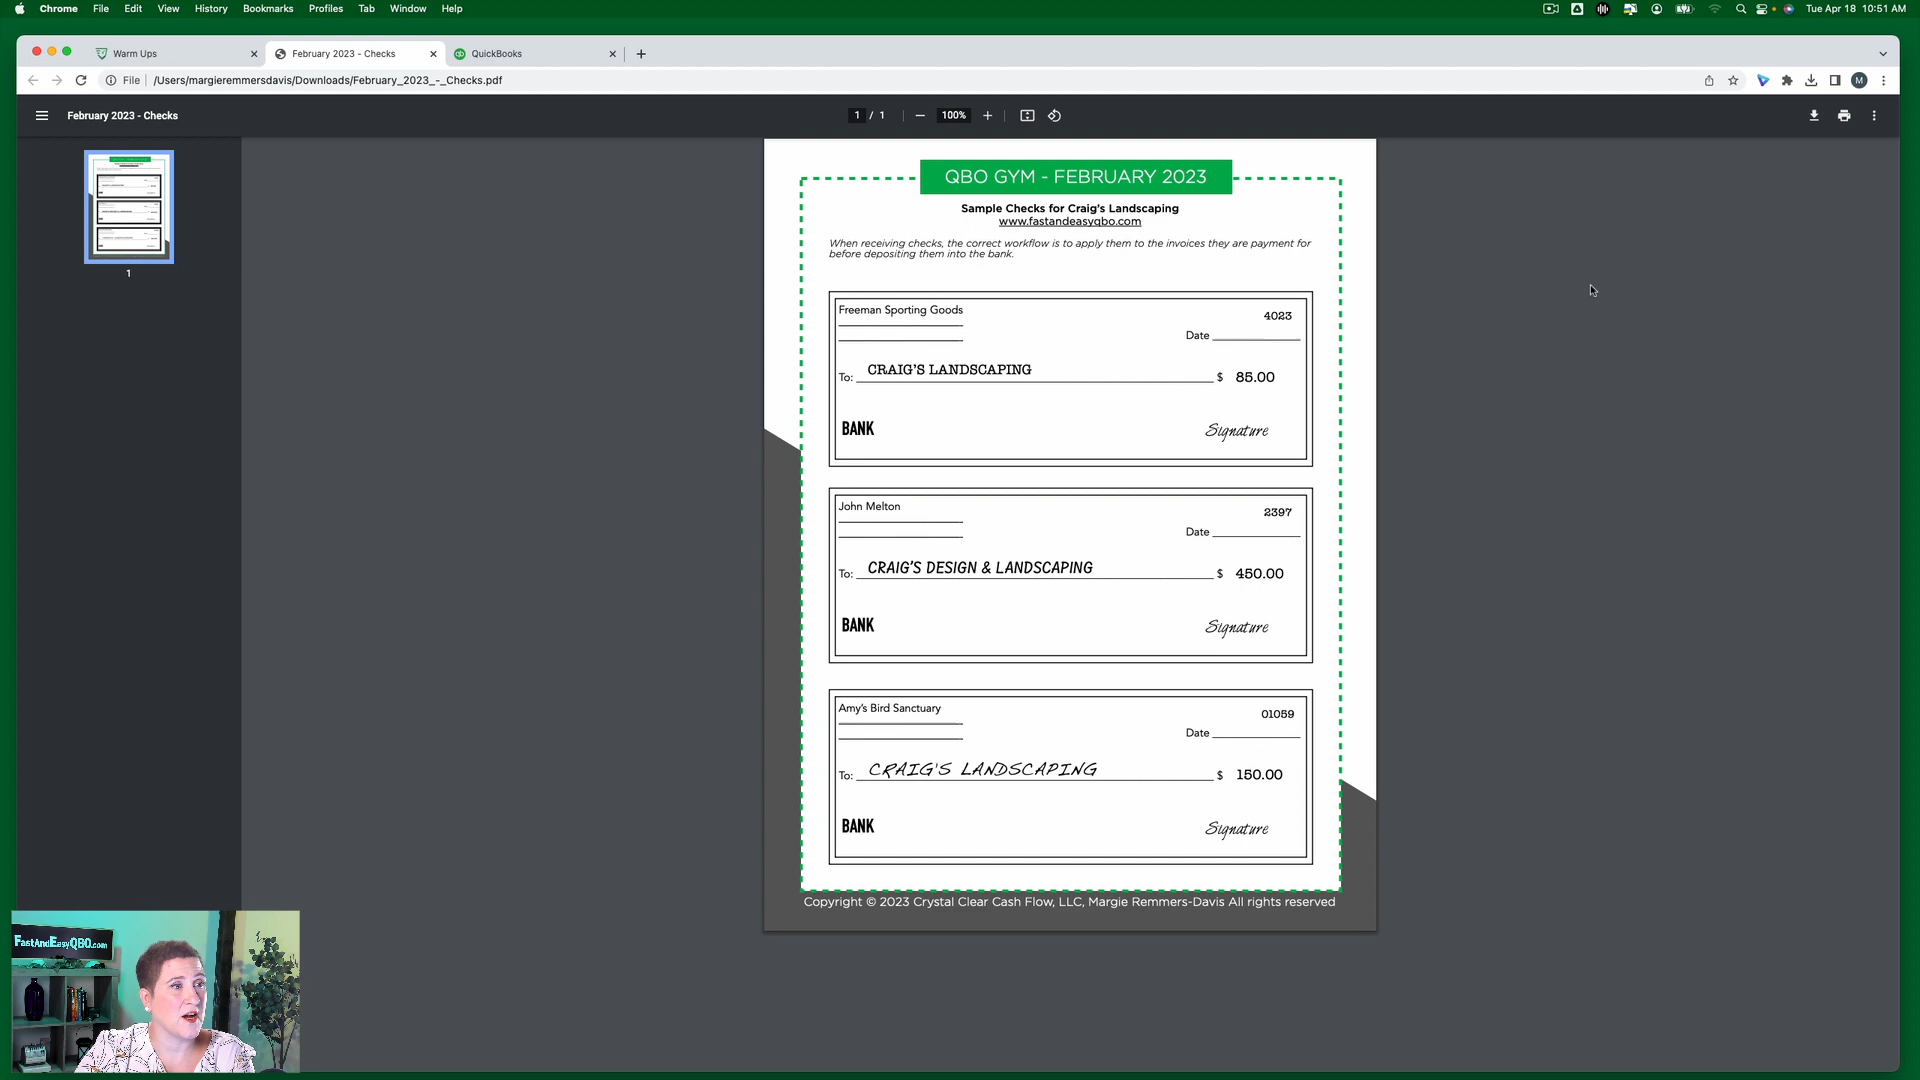 Chrome File Edit View History Bookmarks Profiles Tab Window Help
Tue Apr 18 10:51 AM
Warm Ups
February 2023 - Checks
QuickBooks
File /Users/margieremmersdavis/Downloads/February_2023_-_Checks.pdf
M
February 2023 - Checks
1 / 1
100%
1
QBO GYM - FEBRUARY 2023
Sample Checks for Craig's Landscaping
www.fastandeasyqbo.com
When receiving checks, the correct workflow is to apply them to the invoices they are payment for
before depositing them into the bank.
Freeman Sporting Goods
4023
Date
To: CRAIG'S LANDSCAPING $ 85.00
BANK
Signature
John Melton
2397
Date
To: CRAIG'S DESIGN & LANDSCAPING $ 450.00
BANK
Signature
Amy's Bird Sanctuary
01059
Date
To: CRAIG'S LANDSCAPING $ 150.00
BANK
Signature
Copyright © 2023 Crystal Clear Cash Flow, LLC, Margie Remmers-Davis All rights reserved
FastAndEasyQBO.com